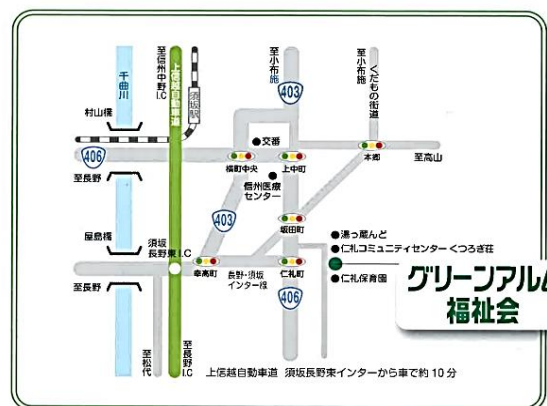 至信州中野I.C
上信越自動車道
須坂駅
至小布施
至小布施
くだもの街道
千曲川
村山橋
403
406
交番
横町中央
上中町
本郷
至高山
至長野
信州医療
センター
403
坂田町
屋島橋
須坂
長野東I.C
幸高町
長野・須坂
インター線
仁礼町
湯っ蔵んど
仁礼コミュニティセンター くつろぎ荘
仁礼保育園
グリーンアルム
福祉会
至長野
406
至松代
至長野I.C
上信越自動車道 須坂長野東インターから車で約10分